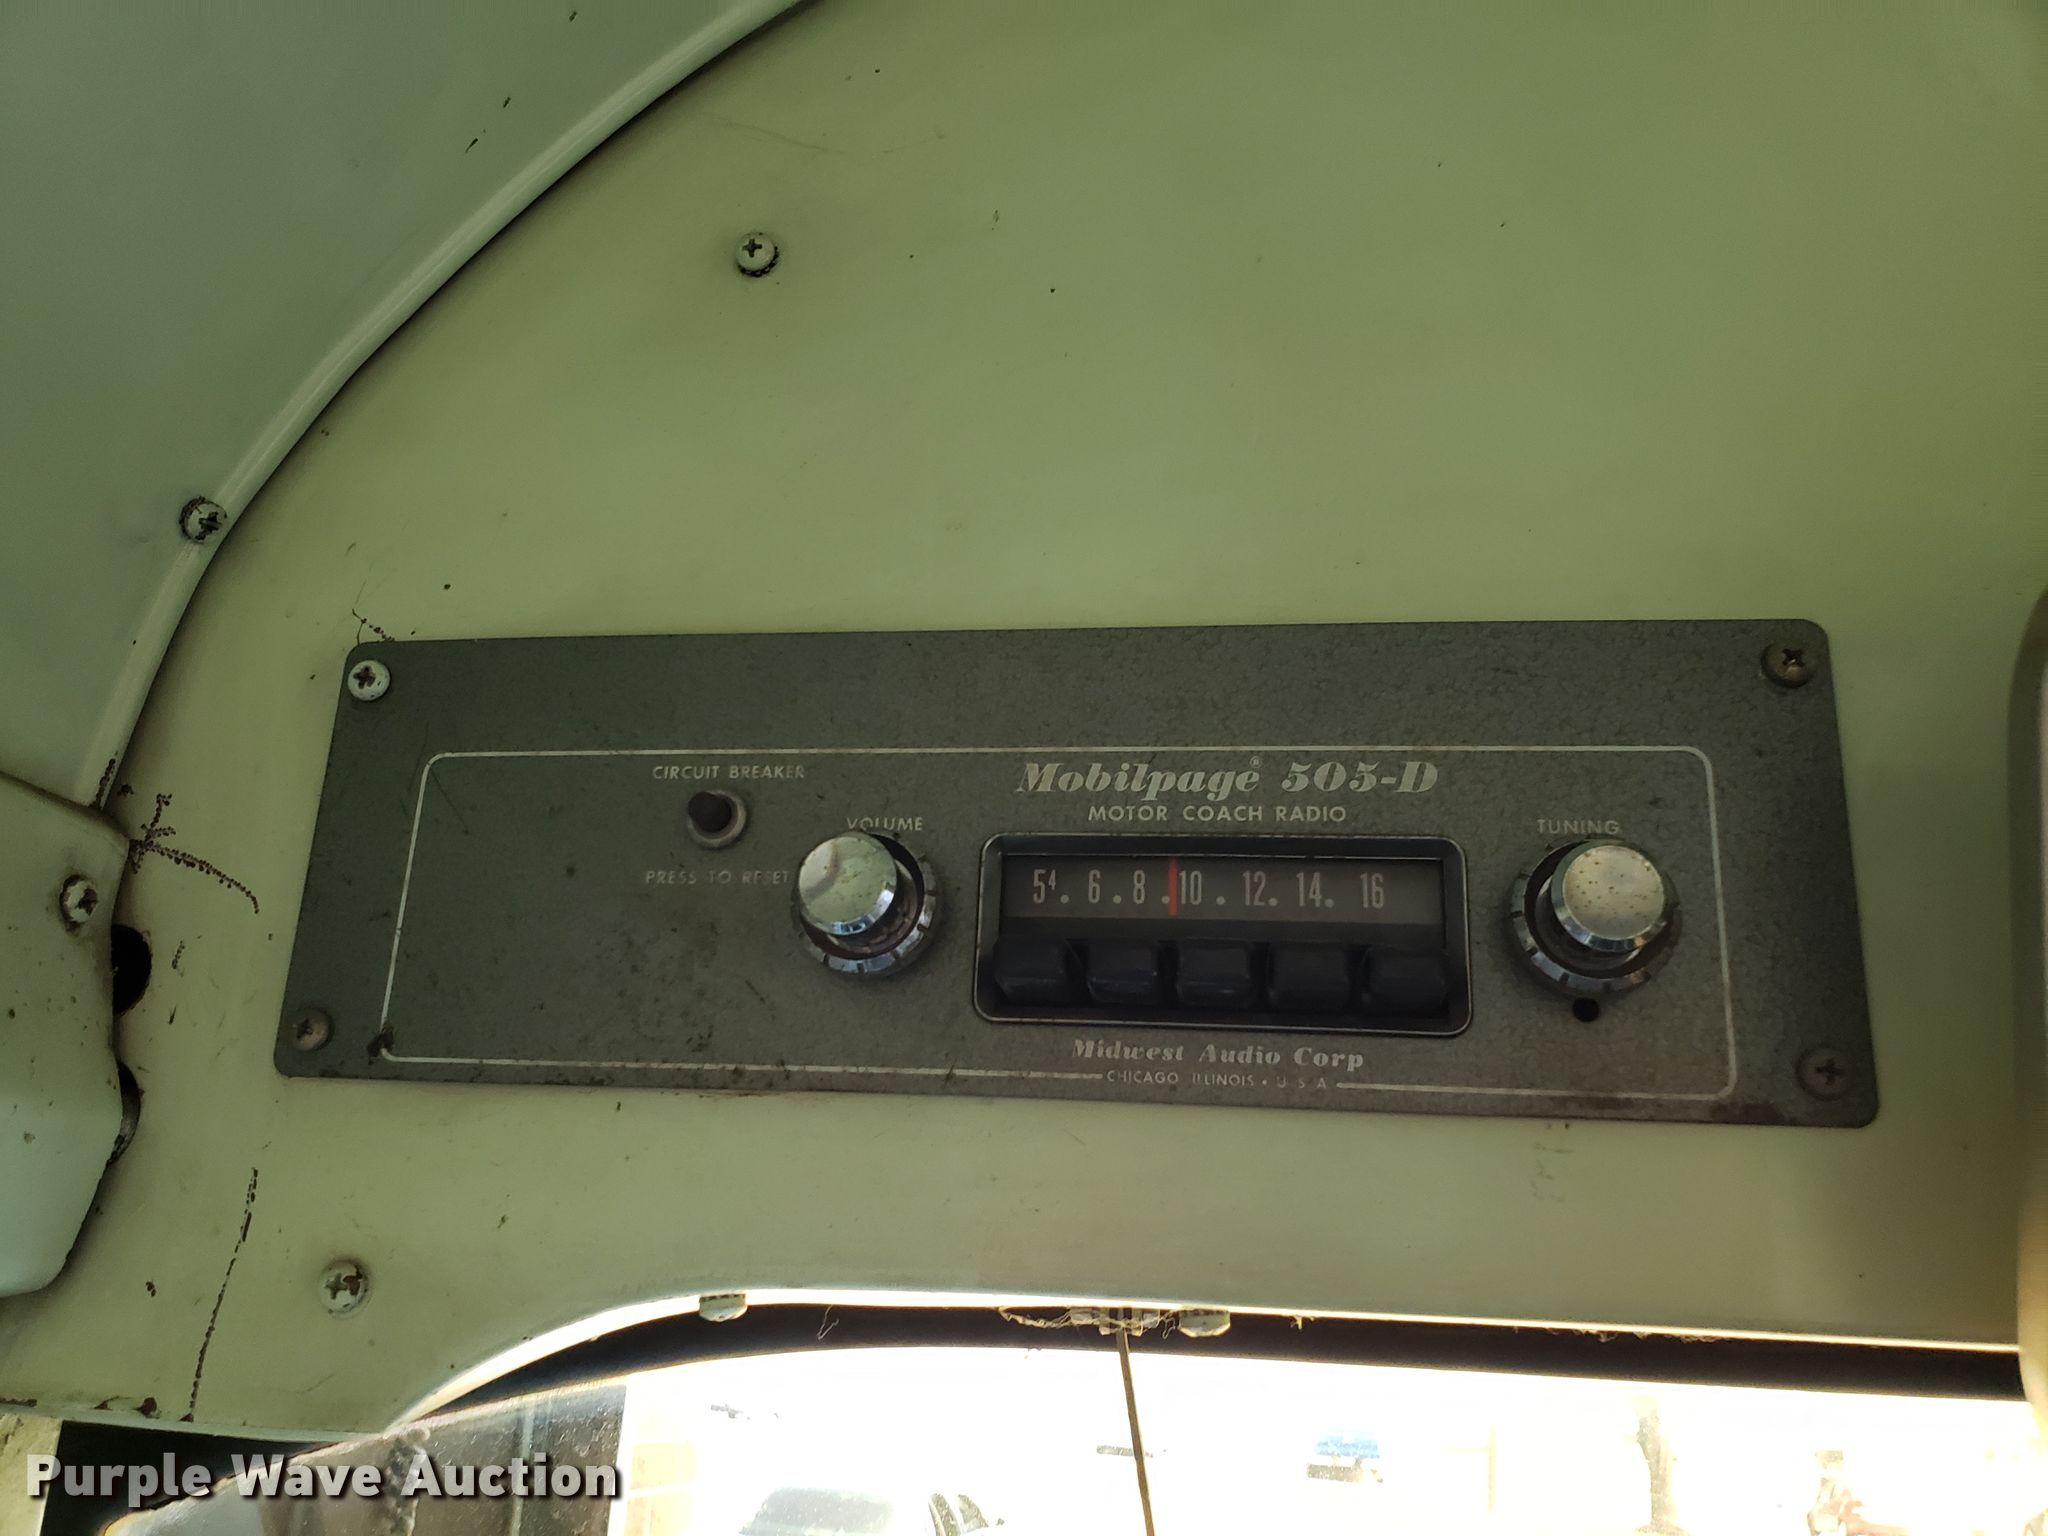 CIRCUIT BREAKER
PRESS TO RESET
VOLUME
Mobilpage® 505-D
MOTOR COACH RADIO
5⁴. 6 . 8 . 10 . 12. 14. 16
TUNING
Midwest Audio Corp
CHICAGO ILLINOIS • U S A
Purple Wave Auction